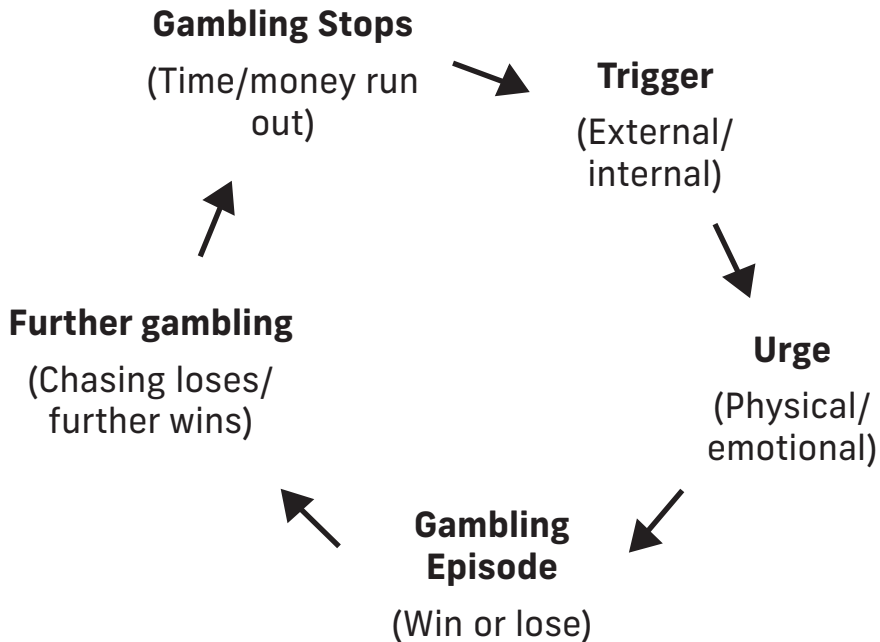 Gambling Stops
(Time/money run
out)
Trigger
(External/
internal)
Urge
(Physical/
emotional)
Gambling
Episode
(Win or lose)
Further gambling
(Chasing loses/
further wins)